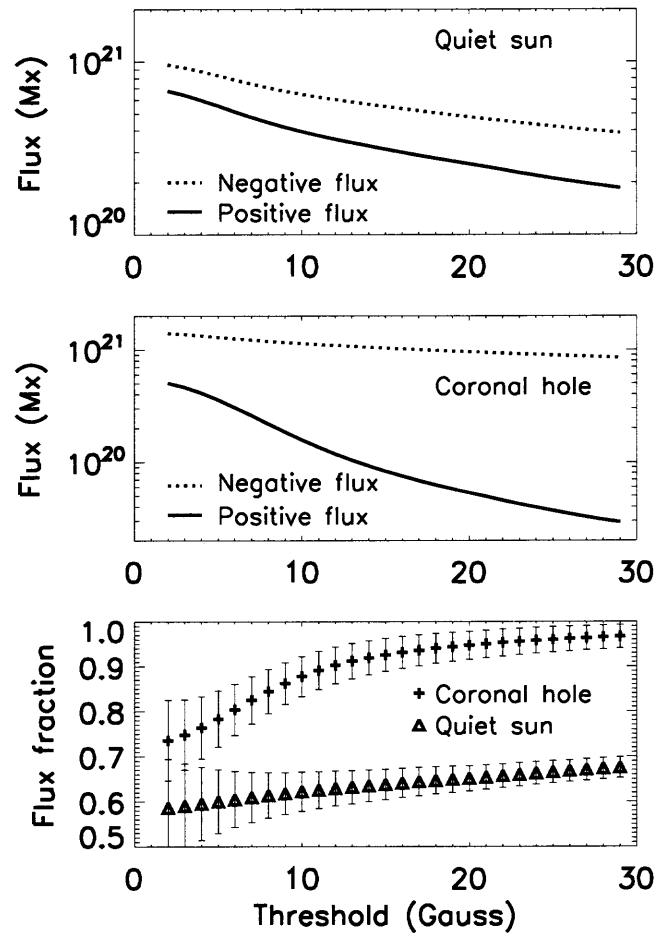 Quiet sun
10^21
Flux (Mx)
Negative flux
Positive flux
10^20
0 10 20 30
10^21
Coronal hole
Flux (Mx)
10^20
Negative flux
Positive flux
0 10 20 30
1.0
0.9
Flux fraction
Coronal hole
0.8
Quiet sun
0.7
0.6
0.5
0 10 20 30
Threshold (Gauss)